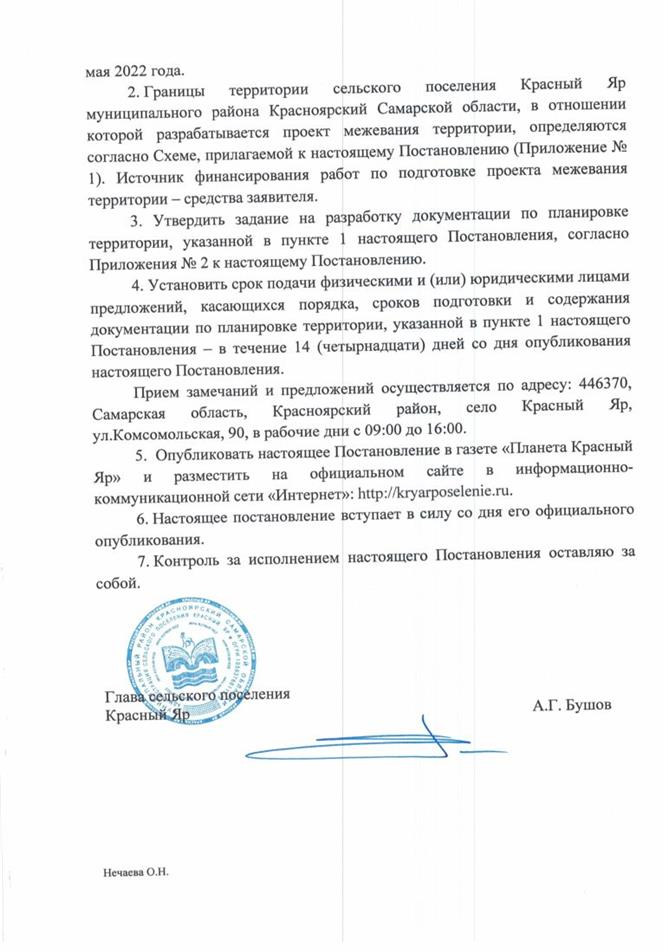 мая 2022 года.
2. Границы территории сельского поселения Красный Яр
муниципального района Красноярский Самарской области, в отношении
которой разрабатывается проект межевания территории, определяются
согласно Схеме, прилагаемой к настоящему Постановлению (Приложение №
1). Источник финансирования работ по подготовке проекта межевания
территории – средства заявителя.
3. Утвердить задание на разработку документации по планировке
территории, указанной в пункте 1 настоящего Постановления, согласно
Приложения № 2 к настоящему Постановлению.
4. Установить срок подачи физическими и (или) юридическими лицами
предложений, касающихся порядка, сроков подготовки и содержания
документации по планировке территории, указанной в пункте 1 настоящего
Постановления – в течение 14 (четырнадцати) дней со дня опубликования
настоящего Постановления.
Прием замечаний и предложений осуществляется по адресу: 446370,
Самарская область, Красноярский район, село Красный Яр,
ул.Комсомольская, 90, в рабочие дни с 09:00 до 16:00.
5. Опубликовать настоящее Постановление в газете «Планета Красный
Яр» и разместить на официальном сайте в информационно-
коммуникационной сети «Интернет»: http://kryarposelenie.ru.
6. Настоящее постановление вступает в силу со дня его официального
опубликования.
7. Контроль за исполнением настоящего Постановления оставляю за
собой.
РАЙОН КРАСНОЯРСКИЙ САМАРСКОЙ
СЕЛЬСКОГО ПОСЕЛЕНИЯ КРАСНЫЙ ЯР
Глава сельского поселения
Красный Яр
А.Г. Бушов
Нечаева О.Н.